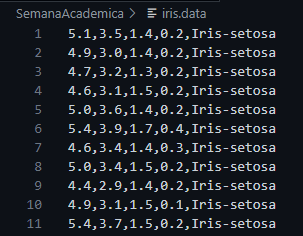 SemanaAcademica > iris.data
1 5.1,3.5,1.4,0.2,Iris-setosa
2 4.9,3.0,1.4,0.2,Iris-setosa
3 4.7,3.2,1.3,0.2,Iris-setosa
4 4.6,3.1,1.5,0.2,Iris-setosa
5 5.0,3.6,1.4,0.2,Iris-setosa
6 5.4,3.9,1.7,0.4,Iris-setosa
7 4.6,3.4,1.4,0.3,Iris-setosa
8 5.0,3.4,1.5,0.2,Iris-setosa
9 4.4,2.9,1.4,0.2,Iris-setosa
10 4.9,3.1,1.5,0.1,Iris-setosa
11 5.4,3.7,1.5,0.2,Iris-setosa